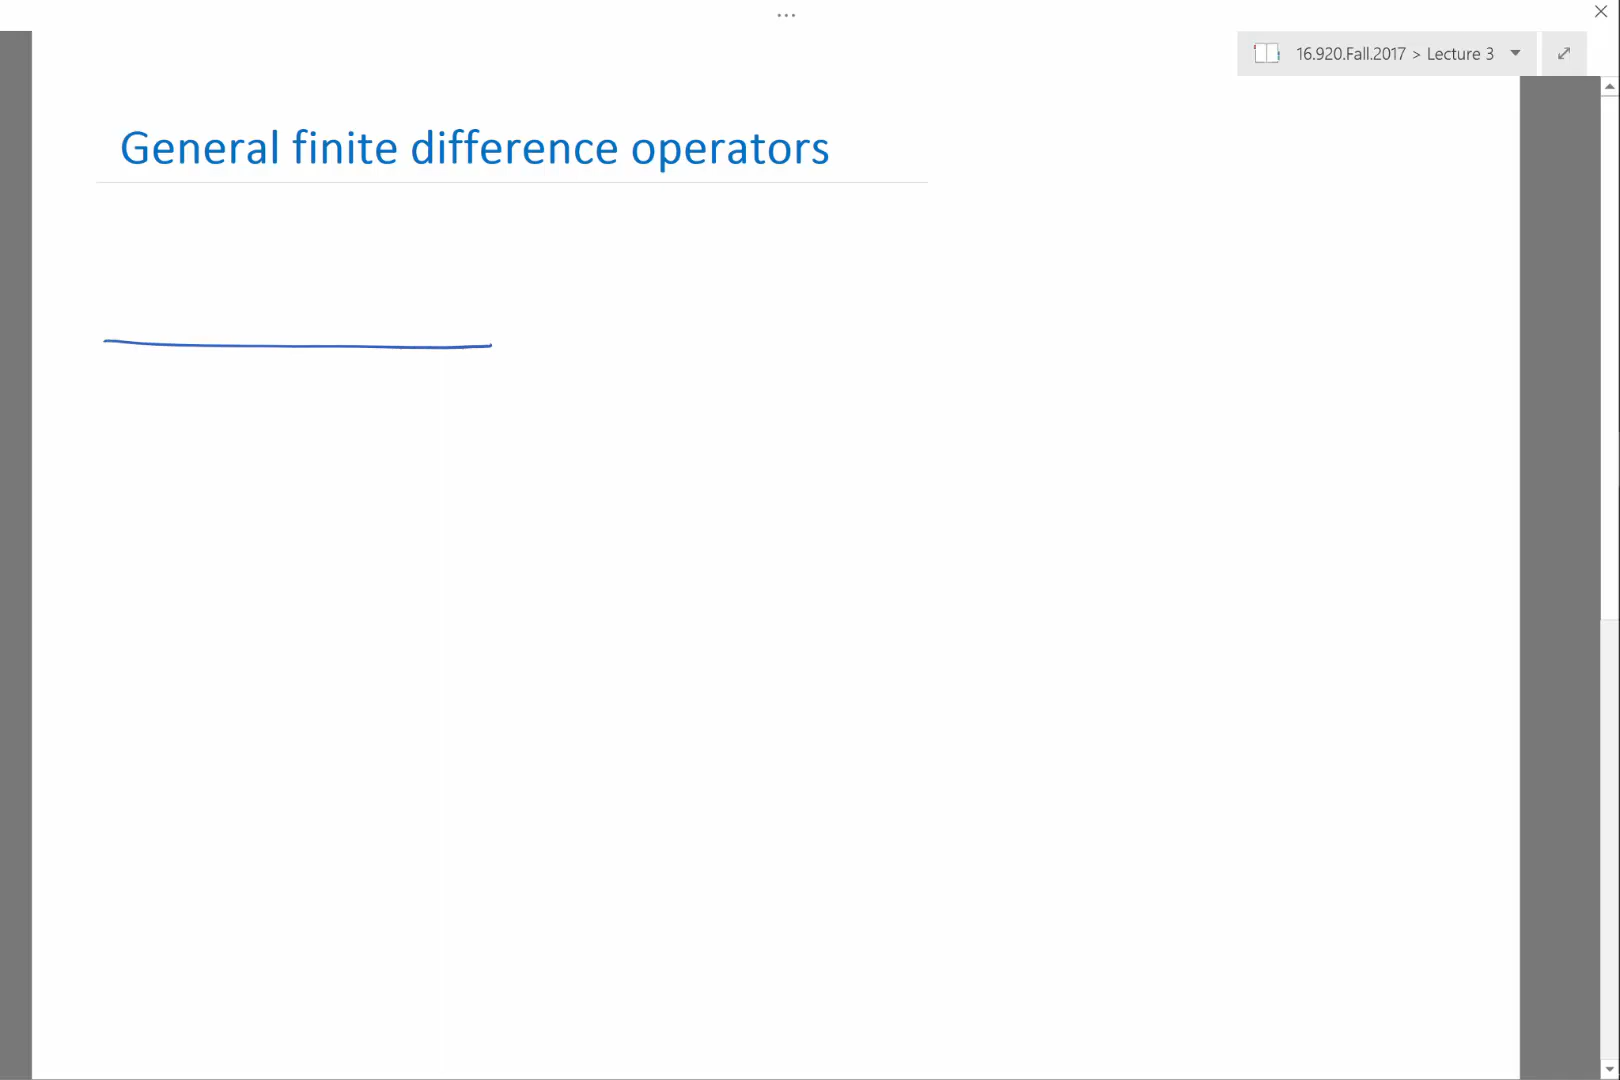 ...
16.920.Fall.2017 > Lecture 3
General finite difference operators